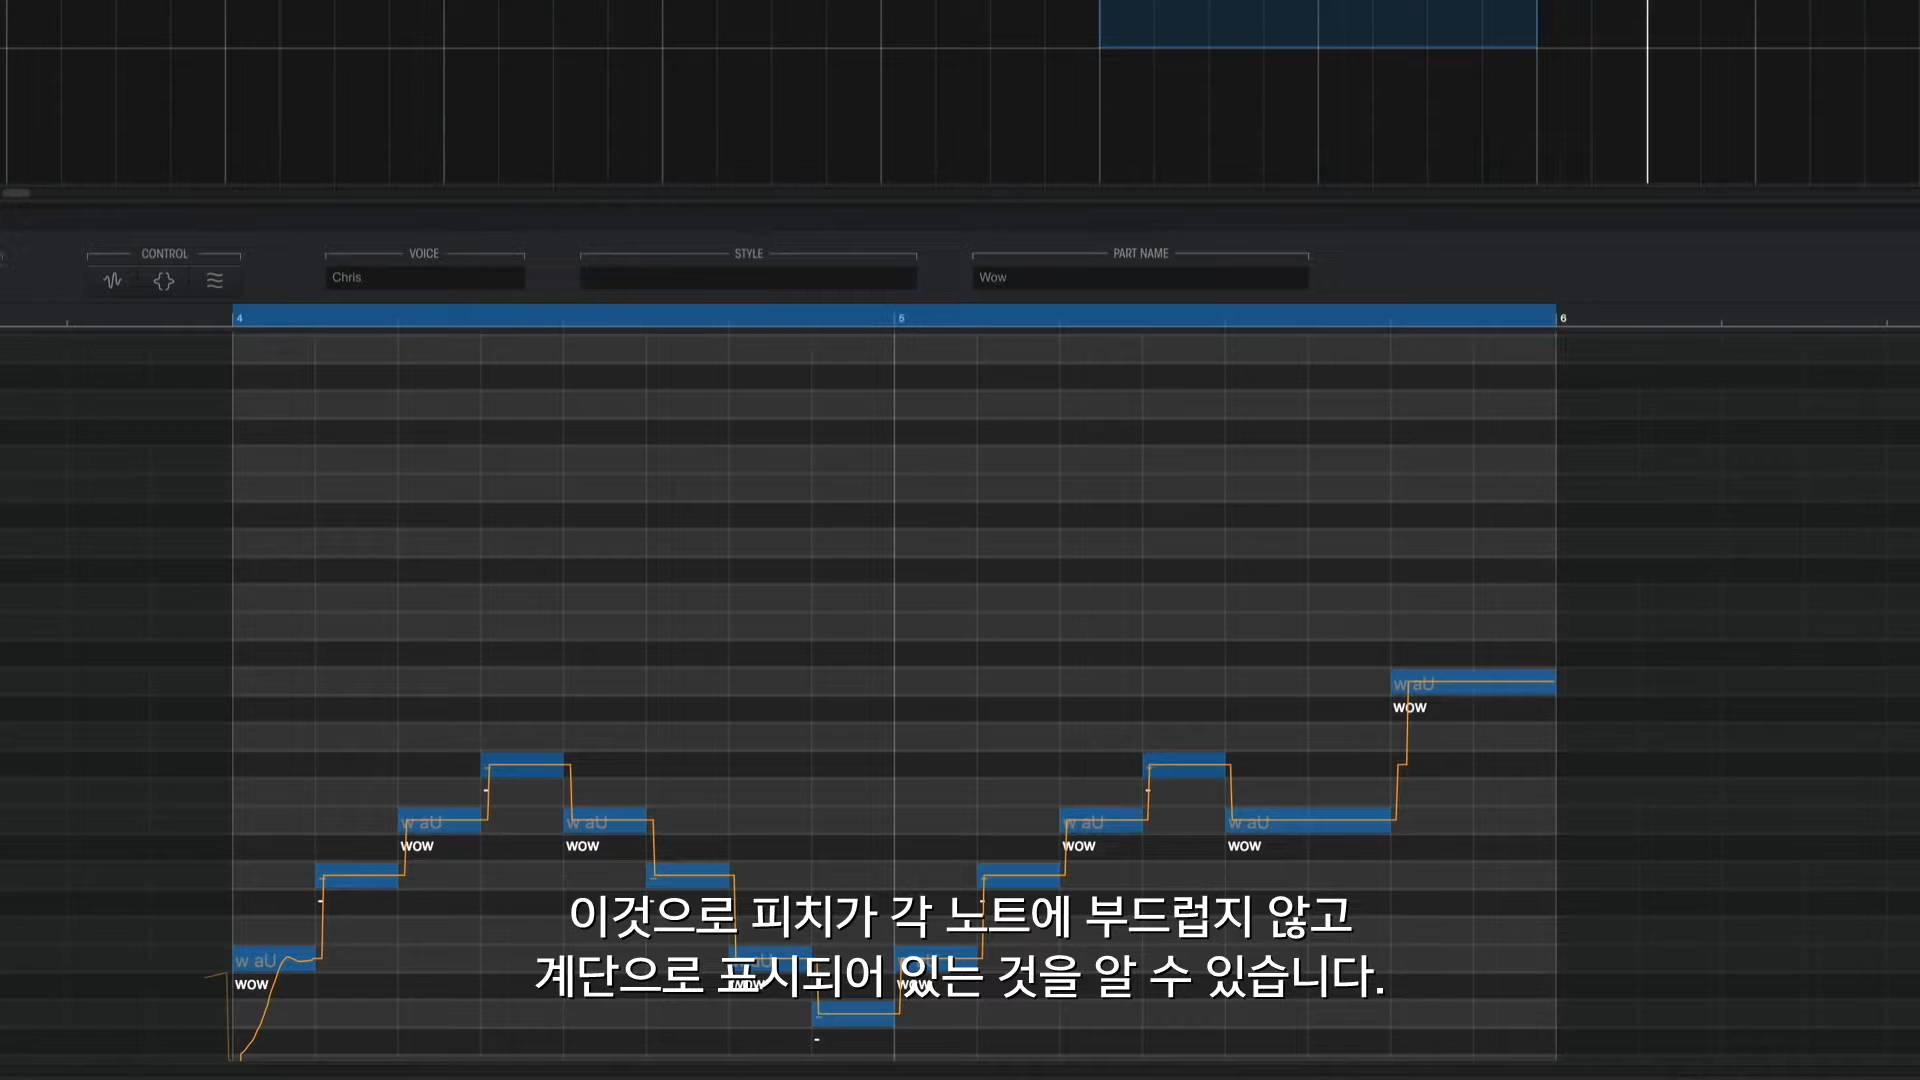 CONTROL VOICE STYLE PART NAME
Chris Wow
4 5 6
w aU
wow
-
w aU w aU w aU w aU
wow wow wow wow
-
-
w aU
wow
w aU
wow
wow
wow
-
이것으로 피치가 각 노트에 부드럽지 않고
계단으로 표시되어 있는 것을 알 수 있습니다.